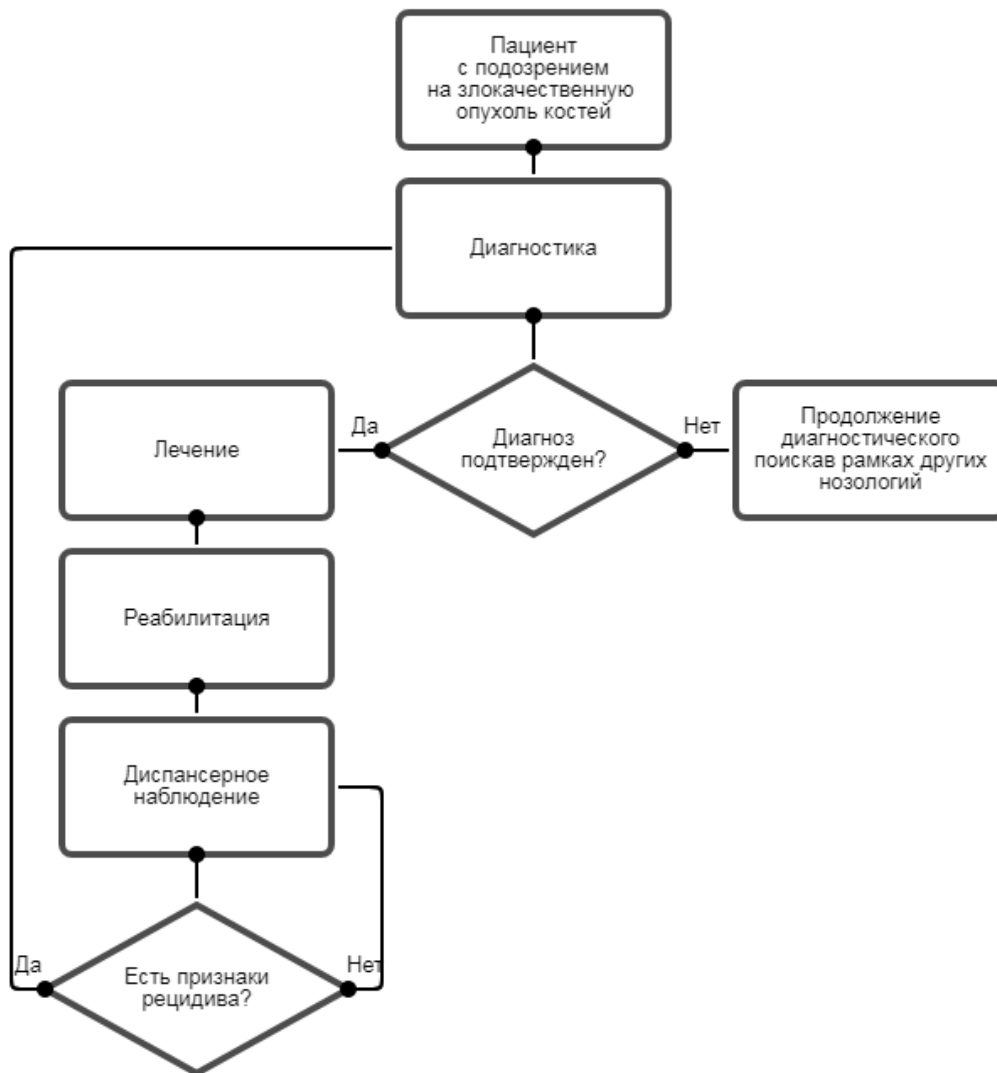 Пациент
с подозрением
на злокачественную
опухоль костей
Диагностика
Диагноз
подтвержден?
Да
Нет
Лечение
Продолжение
диагностического
поискав рамках других
нозологий
Реабилитация
Диспансерное
наблюдение
Есть признаки
рецидива?
Да
Нет